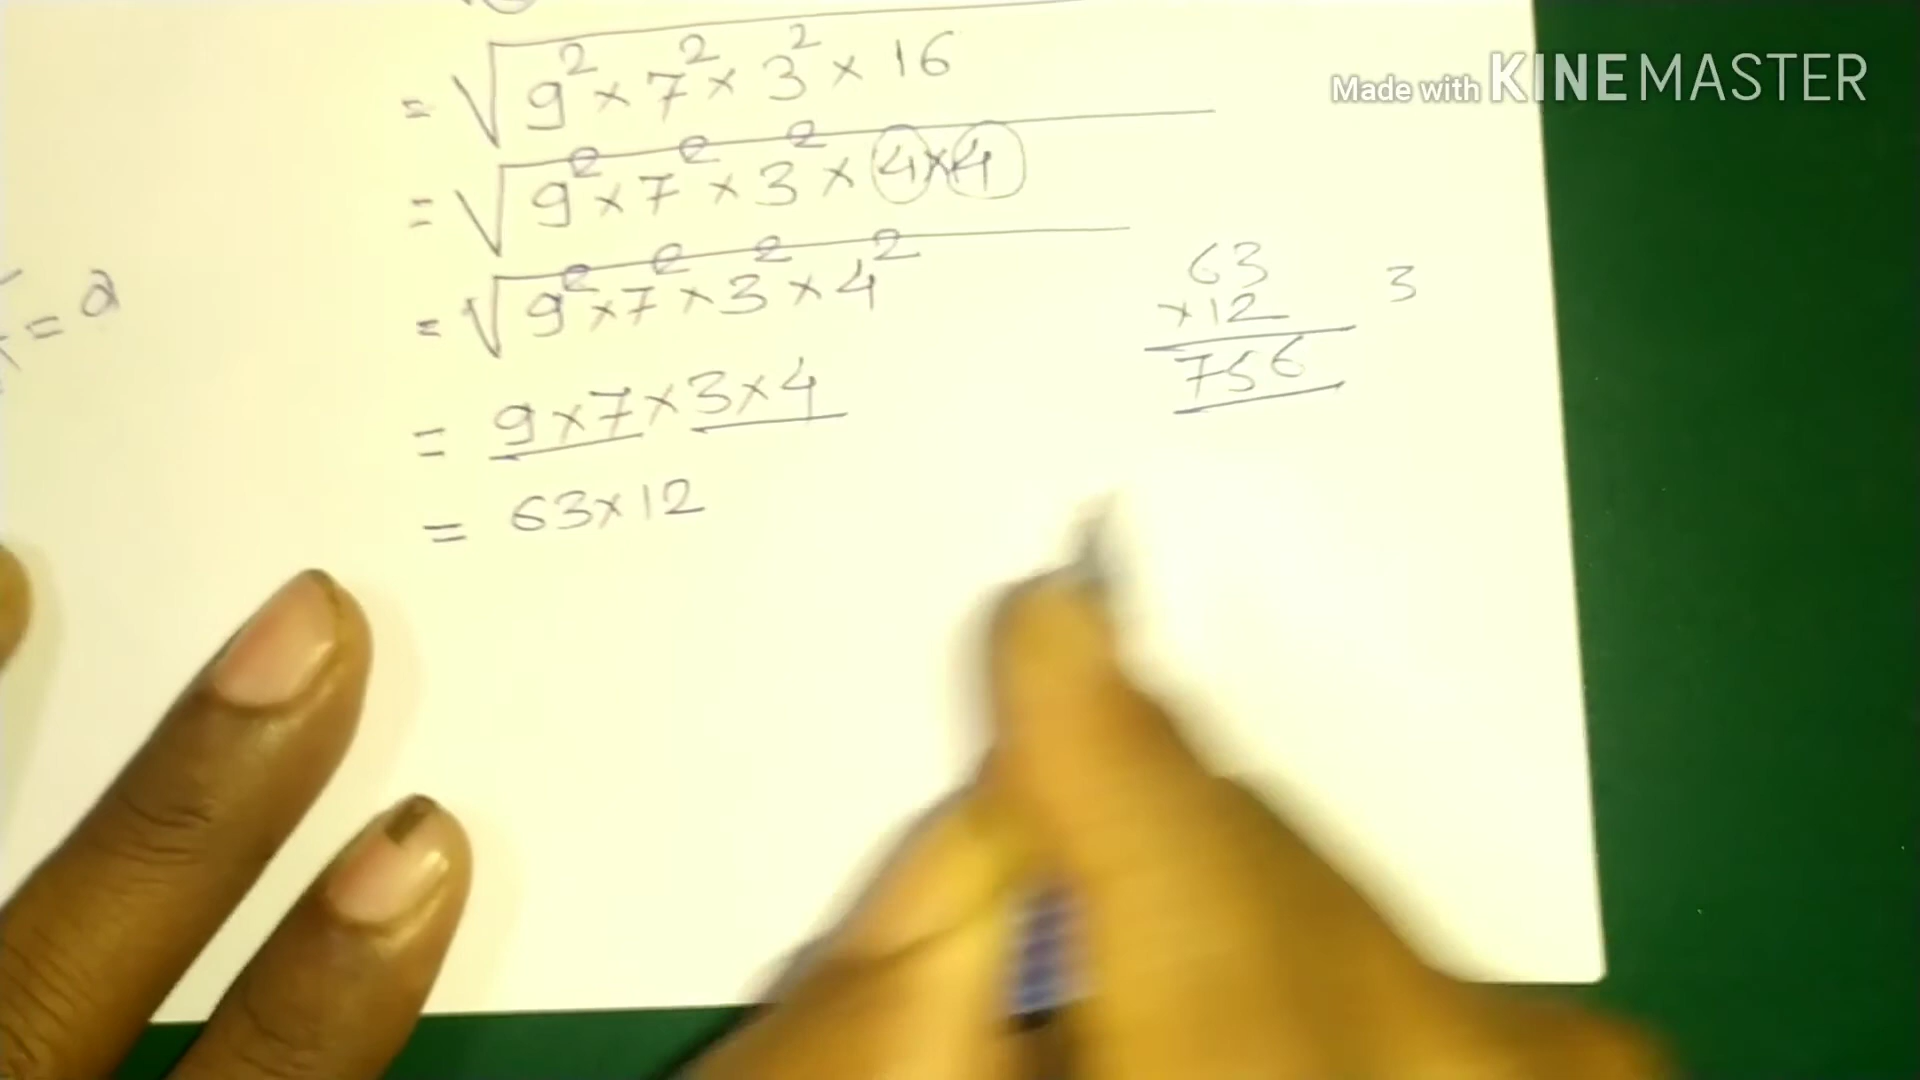 Made with KINEMASTER
= √9² × 7² × 3² × 16
= √9² × 7² × 3² × 4 × 4
= √9² × 7² × 3² × 4²
= 9 × 7 × 3 × 4
= 63 × 12
= a
63
× 12
756
3